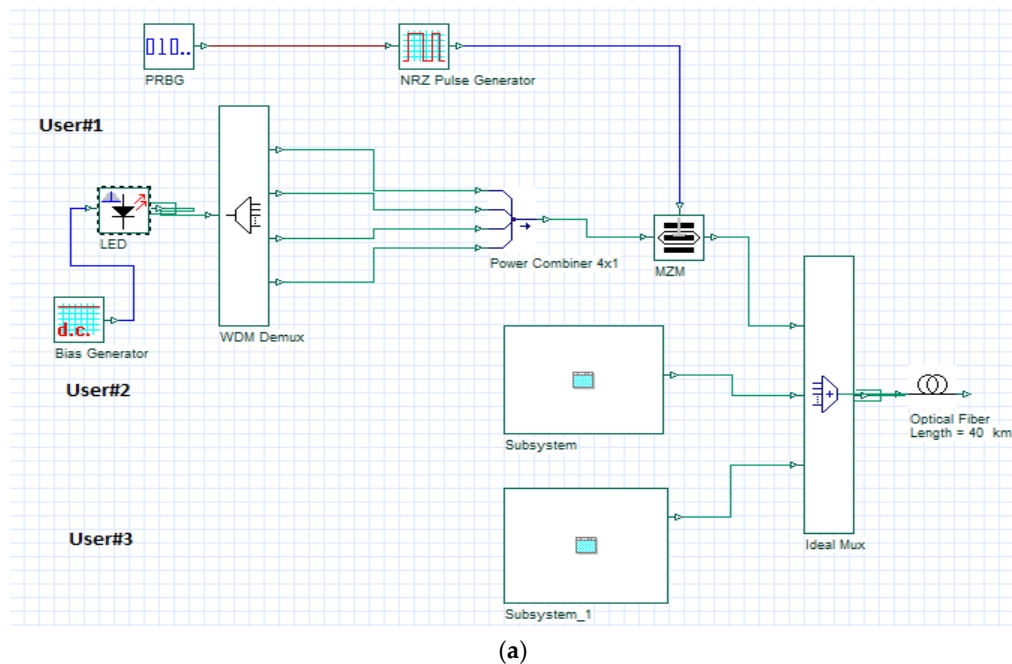 010..
PRBG
NRZ Pulse Generator
User#1
LED
Power Combiner 4x1
MZM
d.c.
Bias Generator
WDM Demux
User#2
Optical Fiber
Length = 40 km
Subsystem
User#3
Ideal Mux
Subsystem_1
(a)